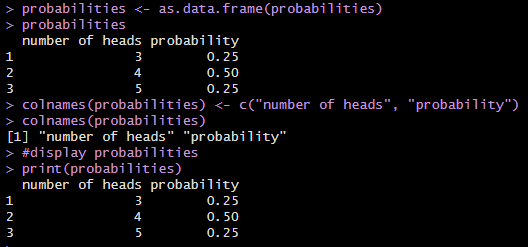 > probabilities <- as.data.frame(probabilities)
> probabilities
  number of heads probability
1               3        0.25
2               4        0.50
3               5        0.25
> colnames(probabilities) <- c("number of heads", "probability")
> colnames(probabilities)
[1] "number of heads" "probability"
> #display probabilities
> print(probabilities)
  number of heads probability
1               3        0.25
2               4        0.50
3               5        0.25